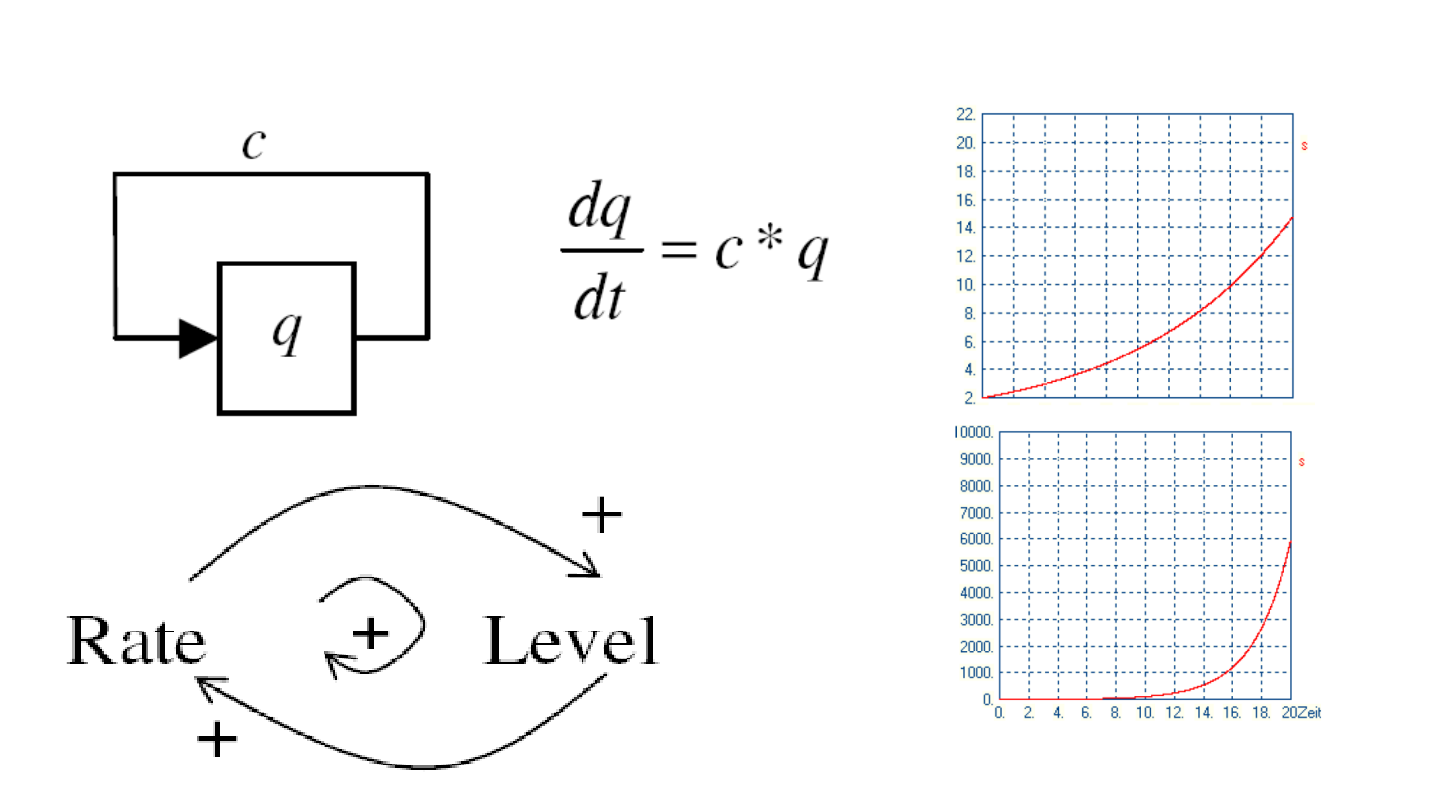 c
q
dq
dt
= c * q
+
Rate
+
Level
+
22.
20.
18.
16.
14.
12.
10.
8.
6.
4.
2.
s
10000.
9000.
8000.
7000.
6000.
5000.
4000.
3000.
2000.
1000.
0.
s
0. 2. 4. 6. 8. 10. 12. 14. 16. 18. 20Zeit